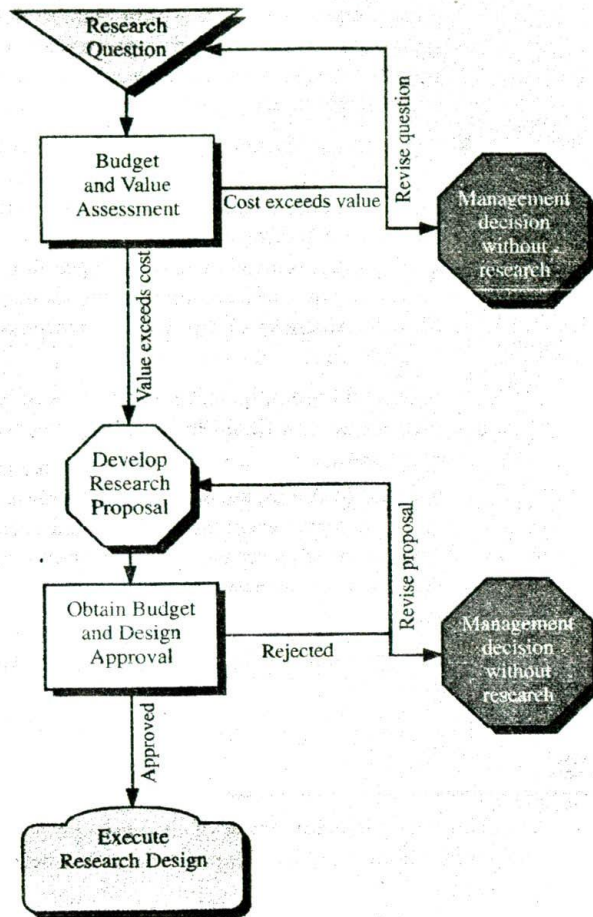 Research
Question
Budget
and Value
Assessment
Cost exceeds value
Revise question
Management
decision
without
research
Value exceeds cost
Develop
Research
Proposal
Obtain Budget
and Design
Approval
Rejected
Revise proposal
Management
decision
without
research
Approved
Execute
Research Design